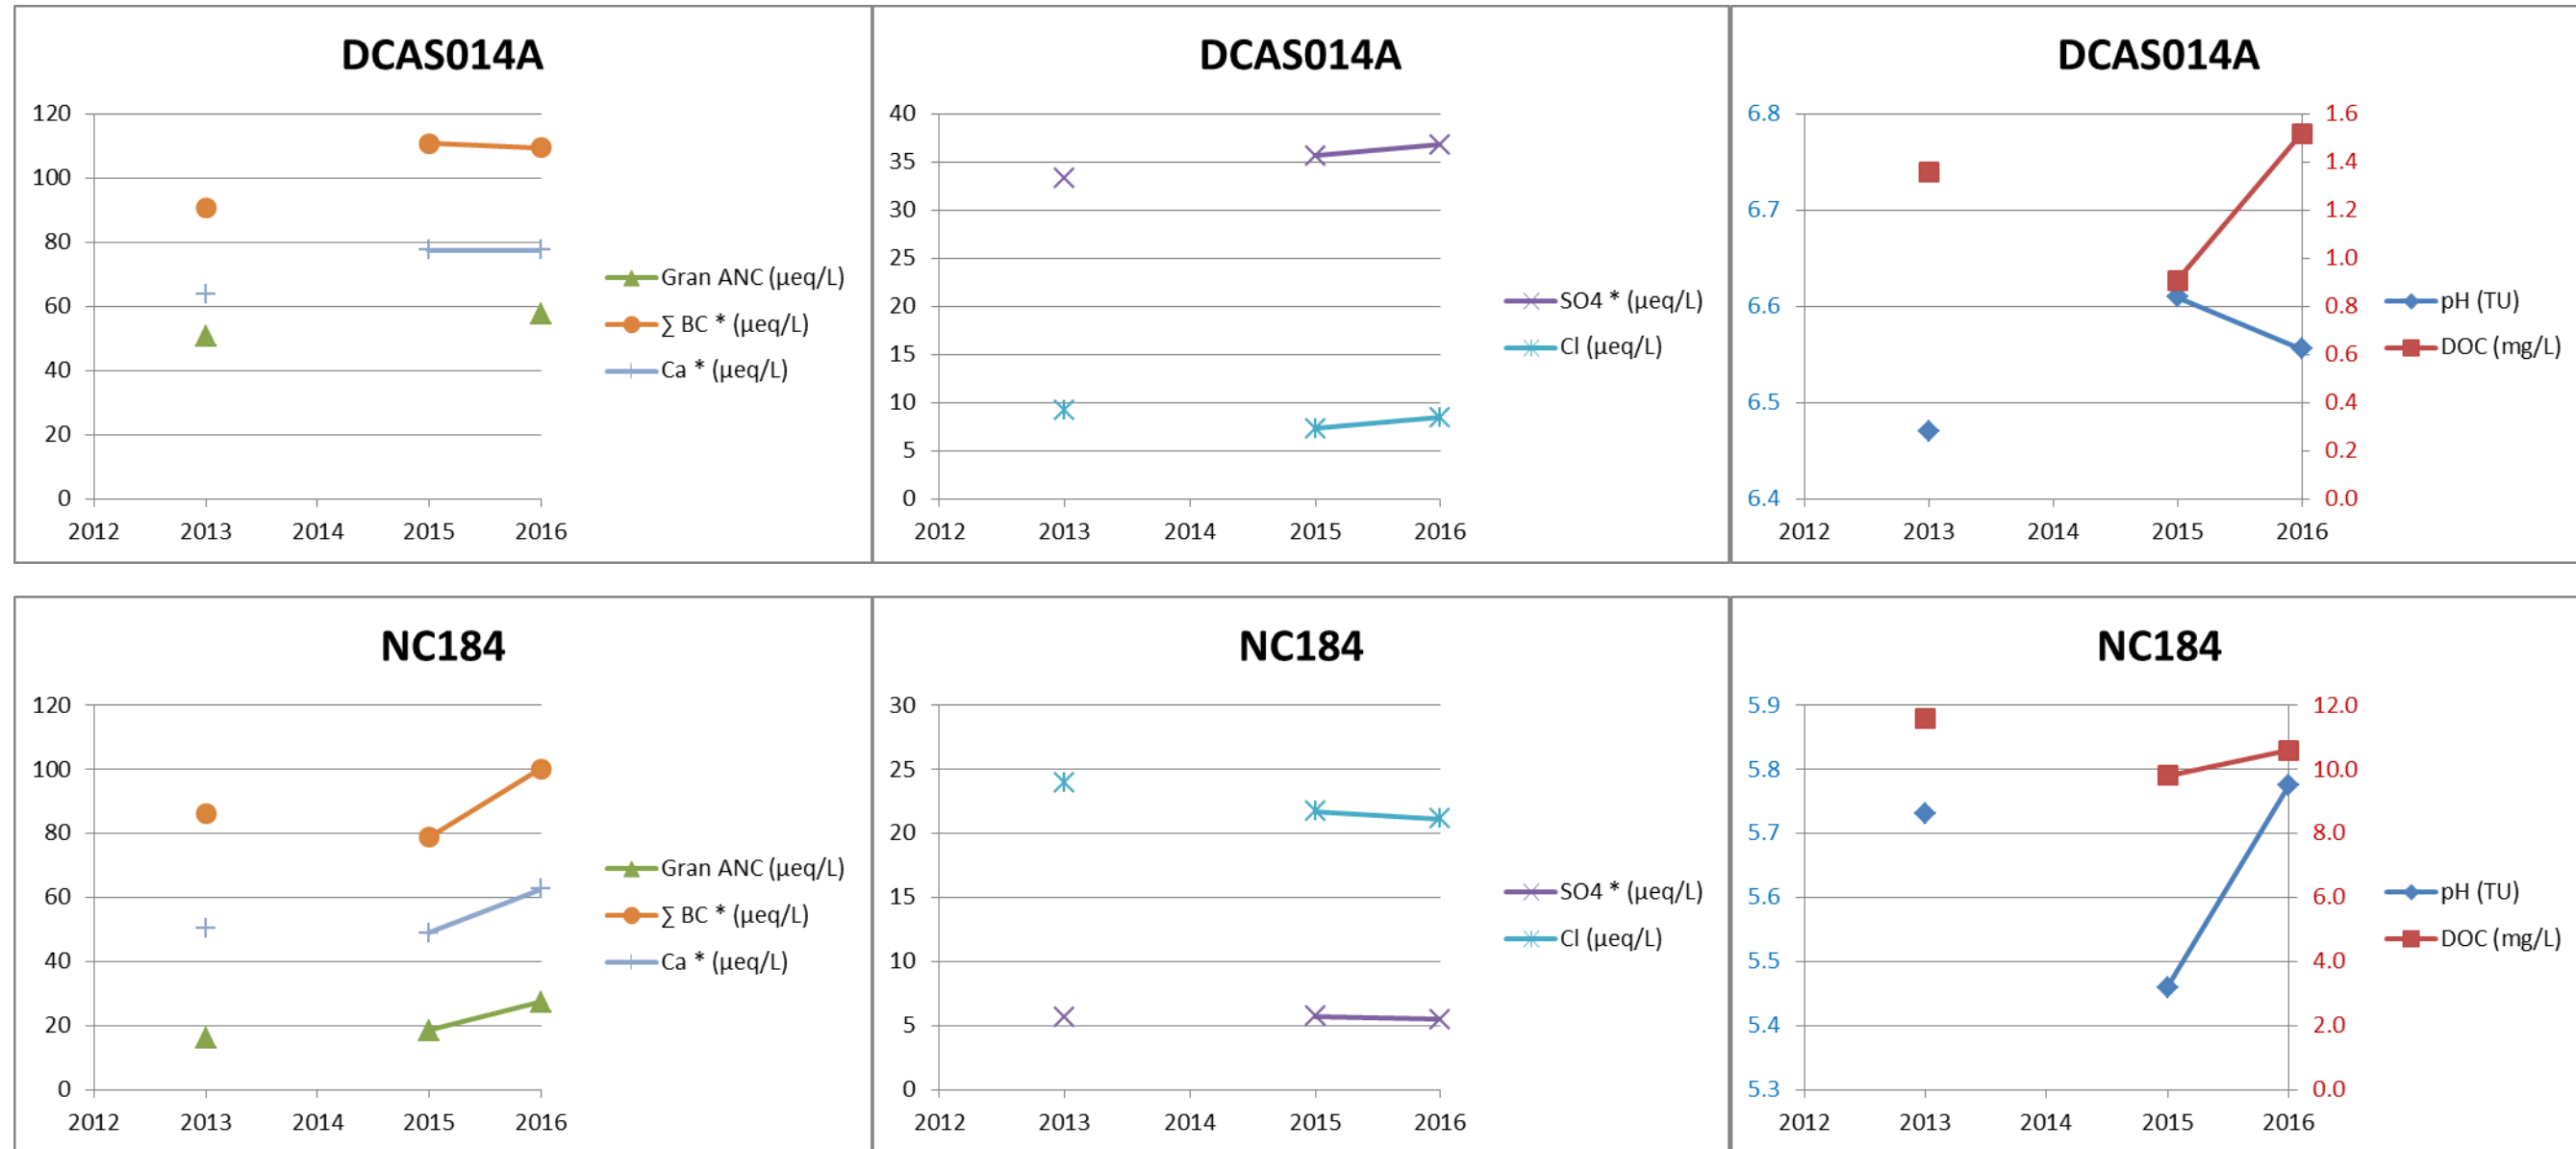 DCAS014A
120
100
80
60
40
20
0
2012 2013 2014 2015 2016
Gran ANC (µeq/L)
∑ BC * (µeq/L)
Ca * (µeq/L)
DCAS014A
40
35
30
25
20
15
10
5
0
2012 2013 2014 2015 2016
SO4 * (µeq/L)
Cl (µeq/L)
DCAS014A
6.8
6.7
6.6
6.5
6.4
1.6
1.4
1.2
1.0
0.8
0.6
0.4
0.2
0.0
2012 2013 2014 2015 2016
pH (TU)
DOC (mg/L)
NC184
120
100
80
60
40
20
0
2012 2013 2014 2015 2016
Gran ANC (µeq/L)
∑ BC * (µeq/L)
Ca * (µeq/L)
NC184
30
25
20
15
10
5
0
2012 2013 2014 2015 2016
SO4 * (µeq/L)
Cl (µeq/L)
NC184
5.9
5.8
5.7
5.6
5.5
5.4
5.3
12.0
10.0
8.0
6.0
4.0
2.0
0.0
2012 2013 2014 2015 2016
pH (TU)
DOC (mg/L)